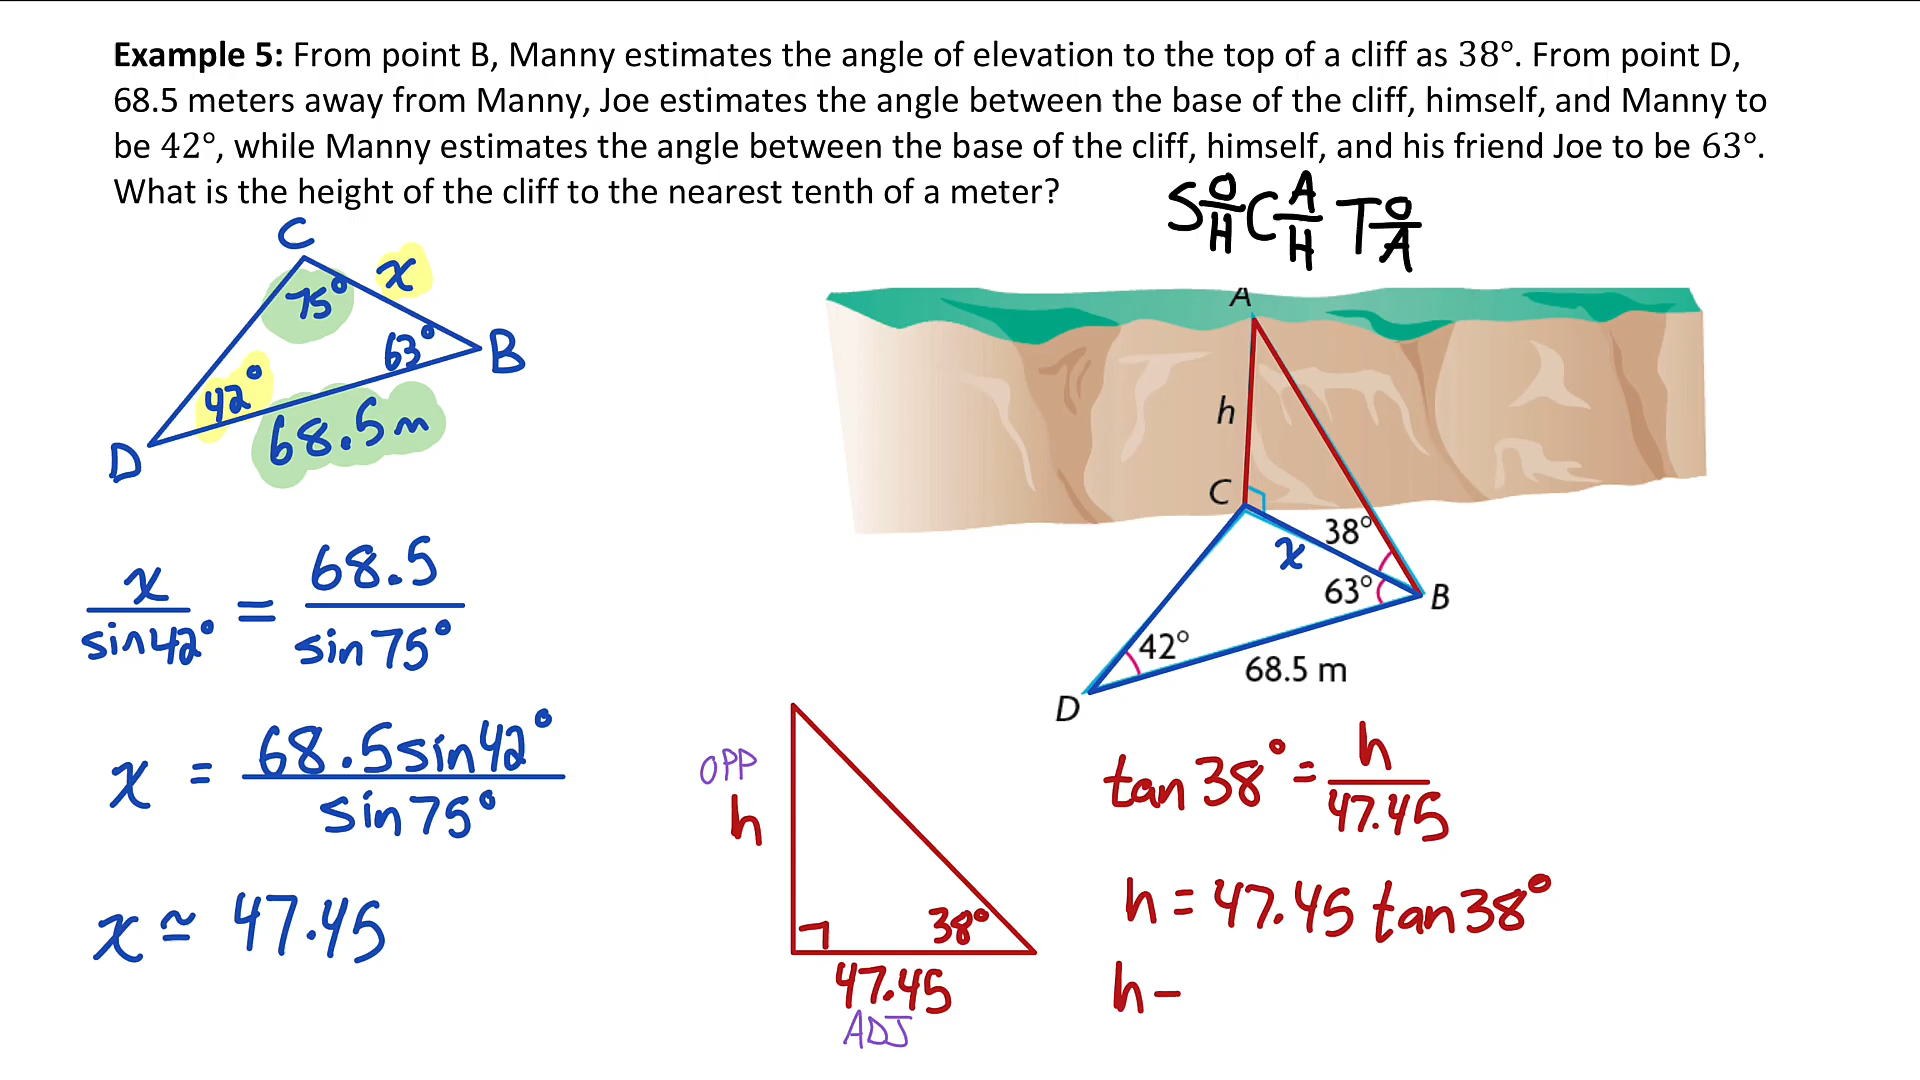 Example 5: From point B, Manny estimates the angle of elevation to the top of a cliff as 38°. From point D,
68.5 meters away from Manny, Joe estimates the angle between the base of the cliff, himself, and Manny to
be 42°, while Manny estimates the angle between the base of the cliff, himself, and his friend Joe to be 63°.
What is the height of the cliff to the nearest tenth of a meter?
S O/H C A/H T O/A
C
75°
x
63°
B
42°
68.5m
D
A
h
C
38°
x
63°
B
42°
68.5 m
D
x/sin42° = 68.5/sin75°
x = 68.5sin42°/sin75°
x ≃ 47.45
OPP
h
38°
47.45
ADJ
tan 38° = h/47.45
h = 47.45 tan38°
h –